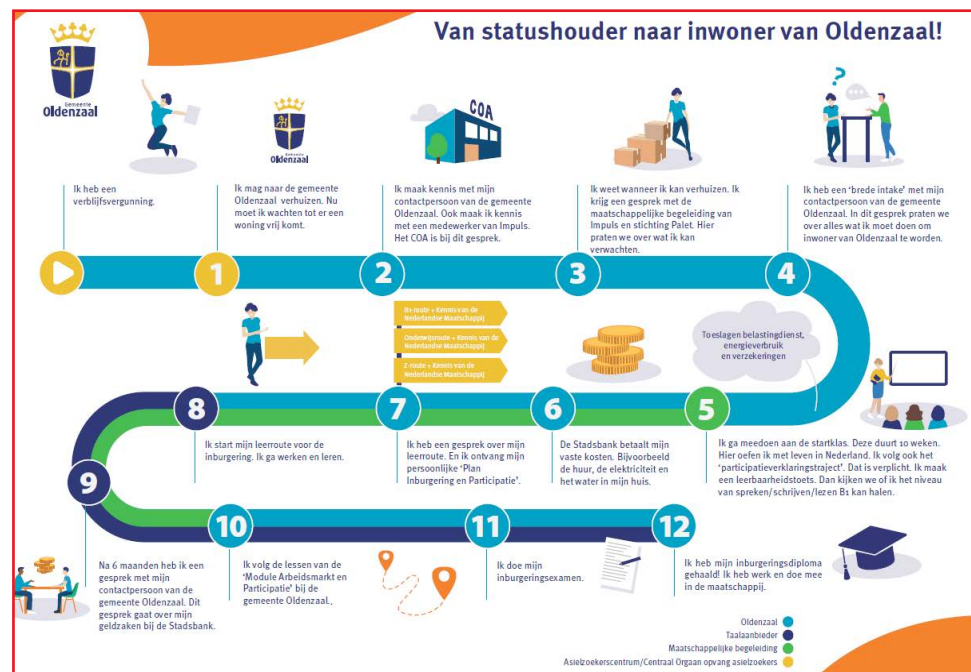 Van statushouder naar inwoner van Oldenzaal!
Gemeente
Oldenzaal
Ik heb een
verblijfsvergunning.
Gemeente
Oldenzaal
Ik mag naar de gemeente
Oldenzaal verhuizen. Nu
moet ik wachten tot er een
woning vrij komt.
COA
Ik maak kennis met mijn
contactpersoon van de gemeente
Oldenzaal. Ook maak ik kennis
met een medewerker van Impuls.
Het COA is bij dit gesprek.
Ik weet wanneer ik kan verhuizen. Ik
krijg een gesprek met de
maatschappelijke begeleiding van
Impuls en stichting Palet. Hier
praten we over wat ik kan
verwachten.
?
Ik heb een ‘brede intake’ met mijn
contactpersoon van de gemeente
Oldenzaal. In dit gesprek praten we
over alles wat ik moet doen om
inwoner van Oldenzaal te worden.
1
2
3
4
Toeslagen belastingdienst,
energieverbruik
en verzekeringen
5
Ik ga meedoen aan de startklas. Deze duurt 10 weken.
Hier oefen ik met leven in Nederland. Ik volg ook het
‘participatieverklaringstraject’. Dat is verplicht. Ik maak
een leerbaarheidstoets. Dan kijken we of ik het niveau
van spreken/schrijven/lezen B1 kan halen.
6
De Stadsbank betaalt mijn
vaste kosten. Bijvoorbeeld
de huur, de elektriciteit en
het water in mijn huis.
B1-route + Kennis van de
Nederlandse Maatschappij
Onderwijsroute + Kennis van de
Nederlandse Maatschappij
Z-route + Kennis van de
Nederlandse Maatschappij
7
Ik heb een gesprek over mijn
leerroute. En ik ontvang mijn
persoonlijke ‘Plan
Inburgering en Participatie’.
8
Ik start mijn leerroute voor de
inburgering. Ik ga werken en leren.
9
Na 6 maanden heb ik een
gesprek met mijn
contactpersoon van de
gemeente Oldenzaal. Dit
gesprek gaat over mijn
geldzaken bij de Stadsbank.
10
Ik volg de lessen van de
‘Module Arbeidsmarkt en
Participatie’ bij de
gemeente Oldenzaal..
11
Ik doe mijn
inburgeringsexamen.
12
Ik heb mijn inburgeringsdiploma
gehaald! Ik heb werk en doe mee
in de maatschappij.
Oldenzaal
Taalaanbieder
Maatschappelijke begeleiding
Asielzoekerscentrum/Centraal Orgaan opvang asielzoekers